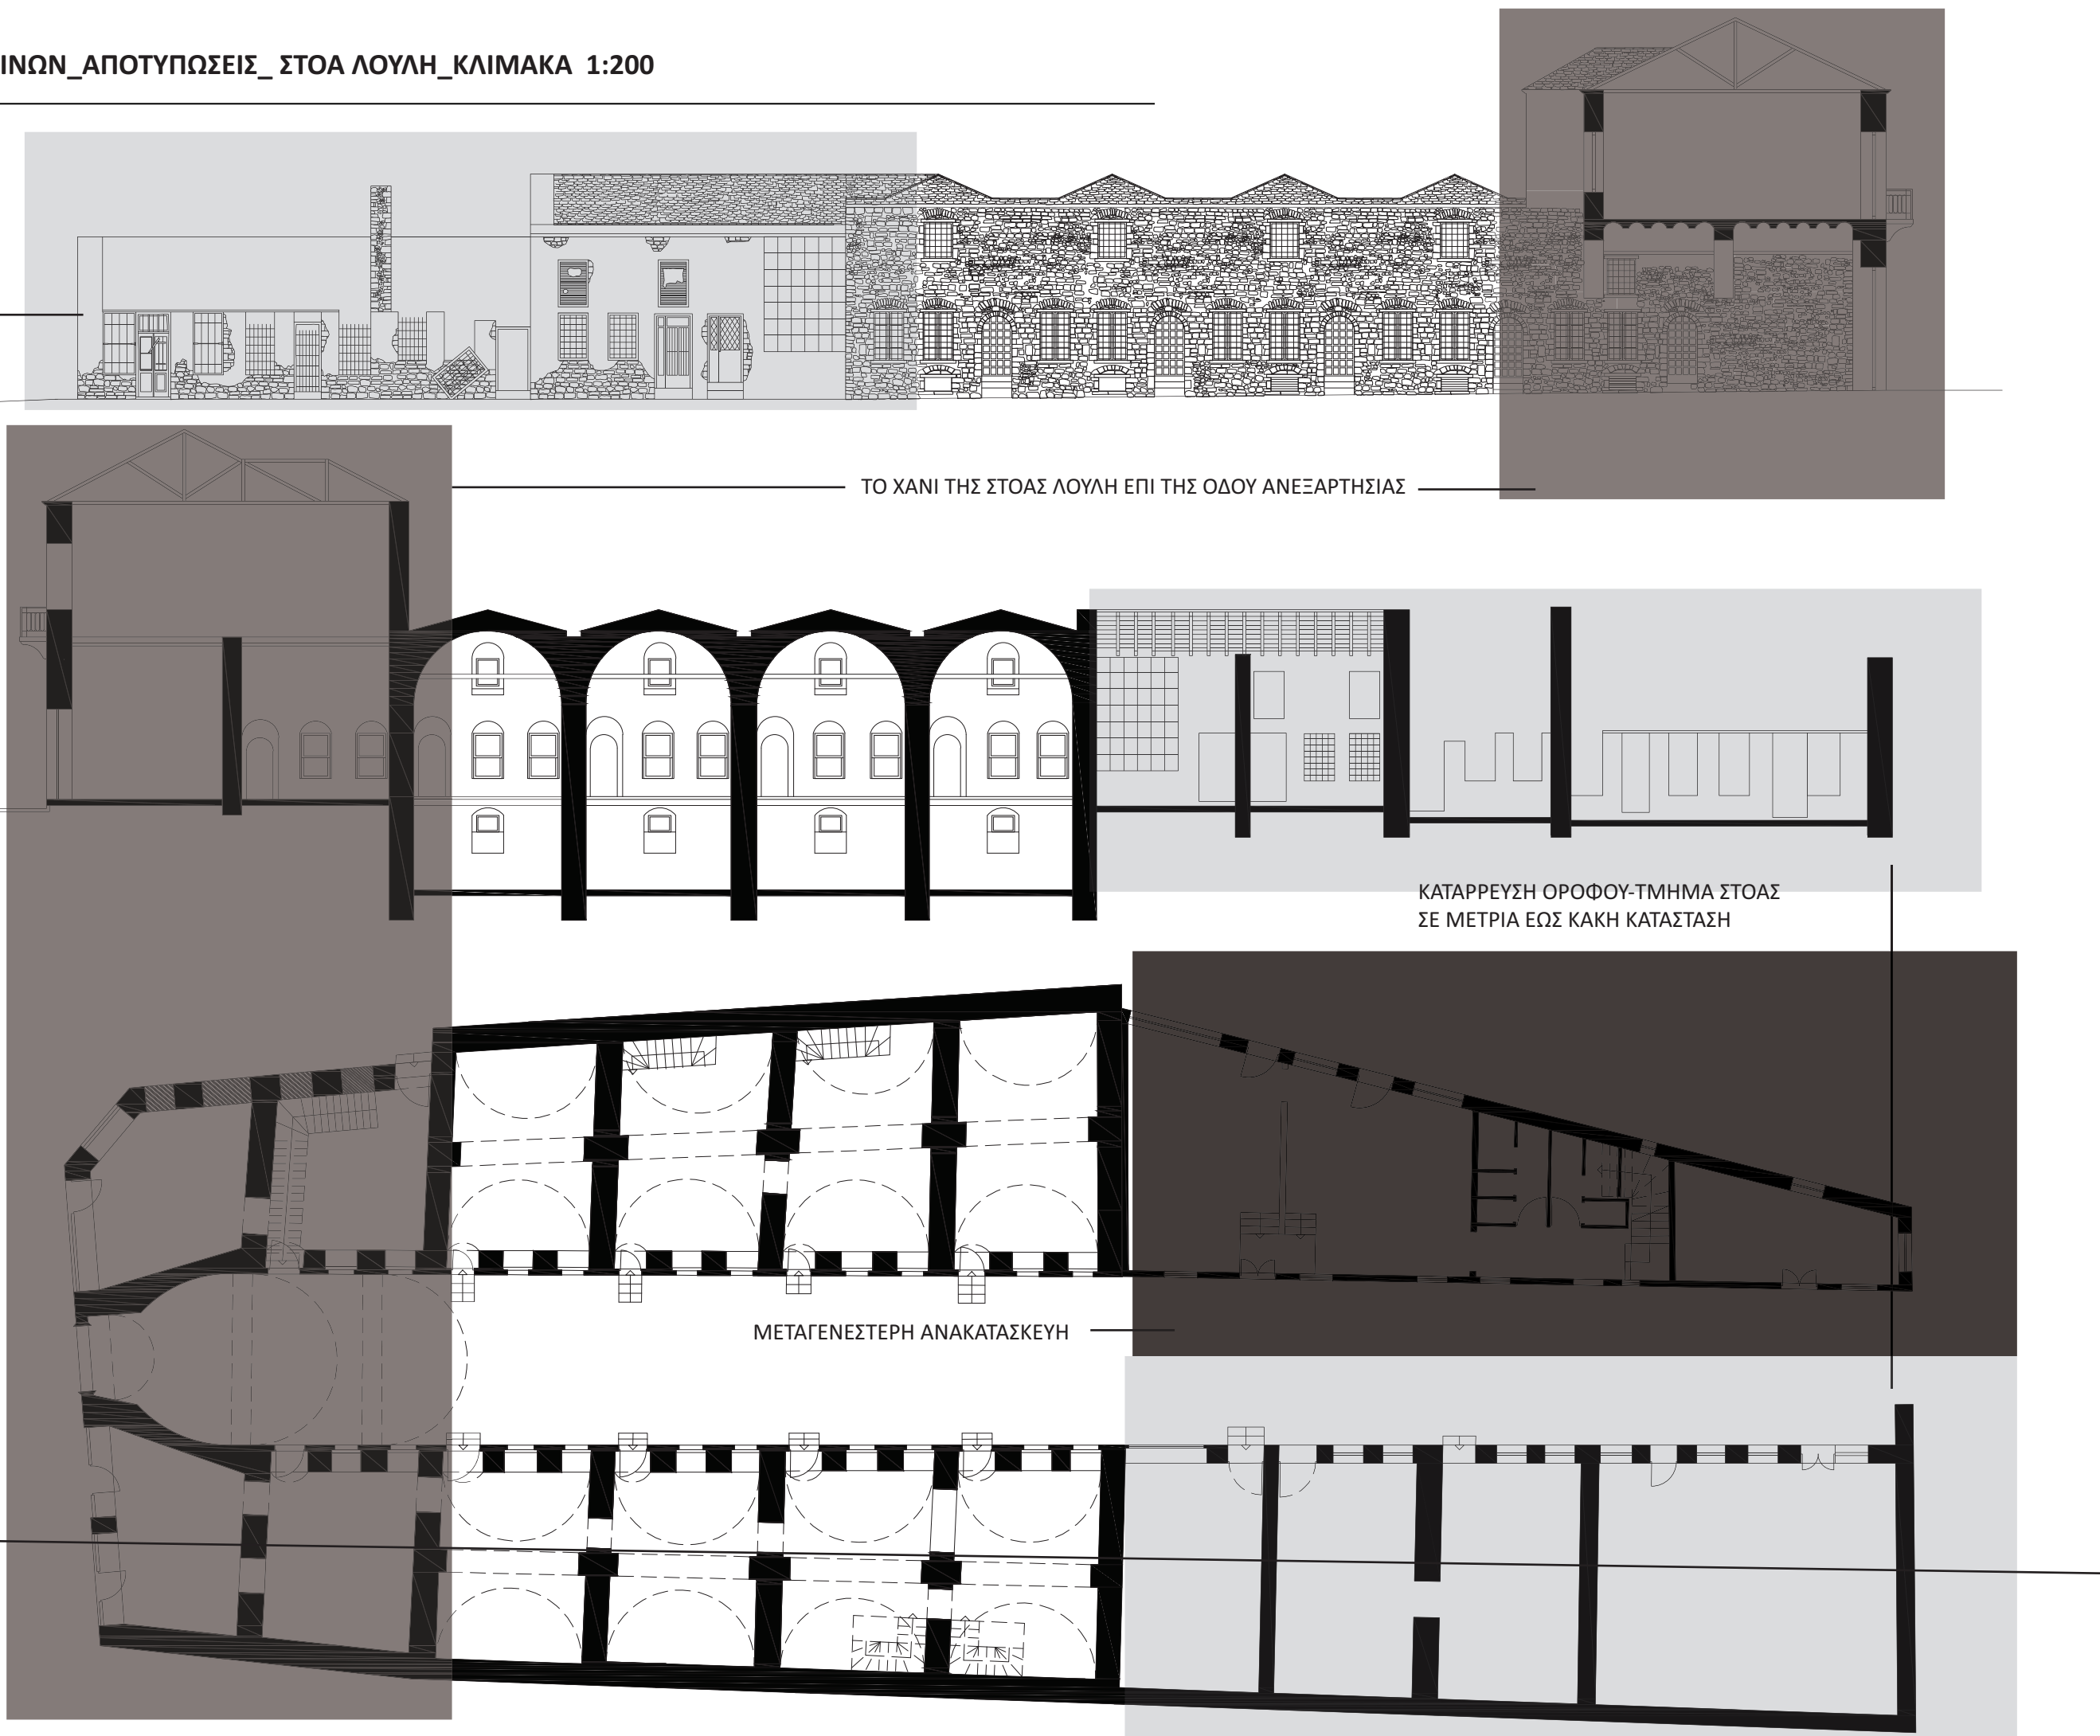 ΙΝΩΝ_ΑΠΟΤΥΠΩΣΕΙΣ_ ΣΤΟΑ ΛΟΥΛΗ_ΚΛΙΜΑΚΑ 1:200
ΤΟ ΧΑΝΙ ΤΗΣ ΣΤΟΑΣ ΛΟΥΛΗ ΕΠΙ ΤΗΣ ΟΔΟΥ ΑΝΕΞΑΡΤΗΣΙΑΣ
ΚΑΤΑΡΡΕΥΣΗ ΟΡΟΦΟΥ-ΤΜΗΜΑ ΣΤΟΑΣ
ΣΕ ΜΕΤΡΙΑ ΕΩΣ ΚΑΚΗ ΚΑΤΑΣΤΑΣΗ
ΜΕΤΑΓΕΝΕΣΤΕΡΗ ΑΝΑΚΑΤΑΣΚΕΥΗ